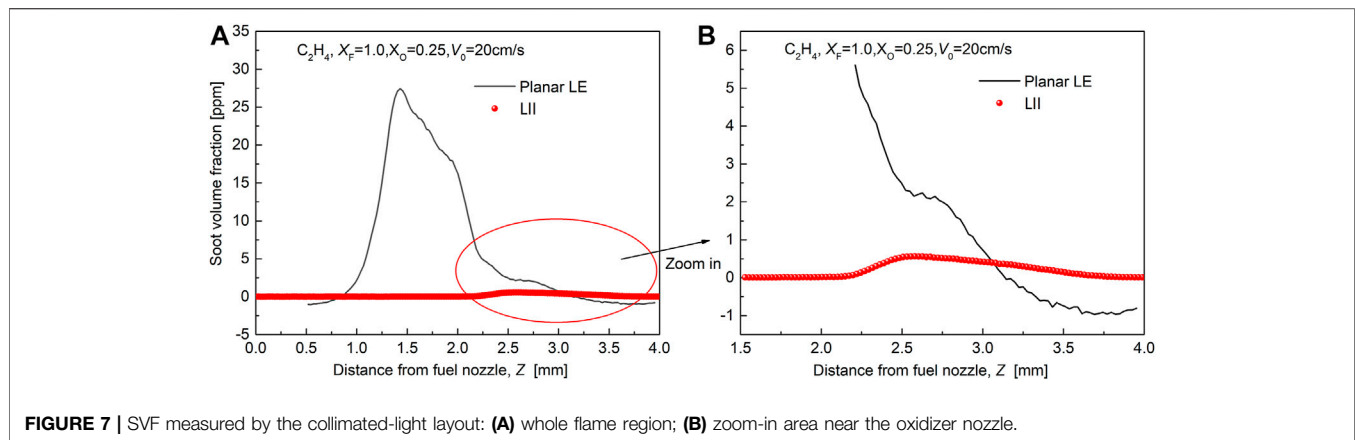 A
C2H4, XF=1.0,XO=0.25,V0=20cm/s
Planar LE
LII
35
30
25
20
15
10
5
0
-5
Soot volume fraction [ppm]
0.0 0.5 1.0 1.5 2.0 2.5 3.0 3.5 4.0
Distance from fuel nozzle, Z [mm]
Zoom in
B
C2H4, XF=1.0,XO=0.25,V0=20cm/s
Planar LE
LII
6
5
4
3
2
1
0
-1
1.5 2.0 2.5 3.0 3.5 4.0
Distance from fuel nozzle, Z [mm]
FIGURE 7 | SVF measured by the collimated-light layout: (A) whole flame region; (B) zoom-in area near the oxidizer nozzle.